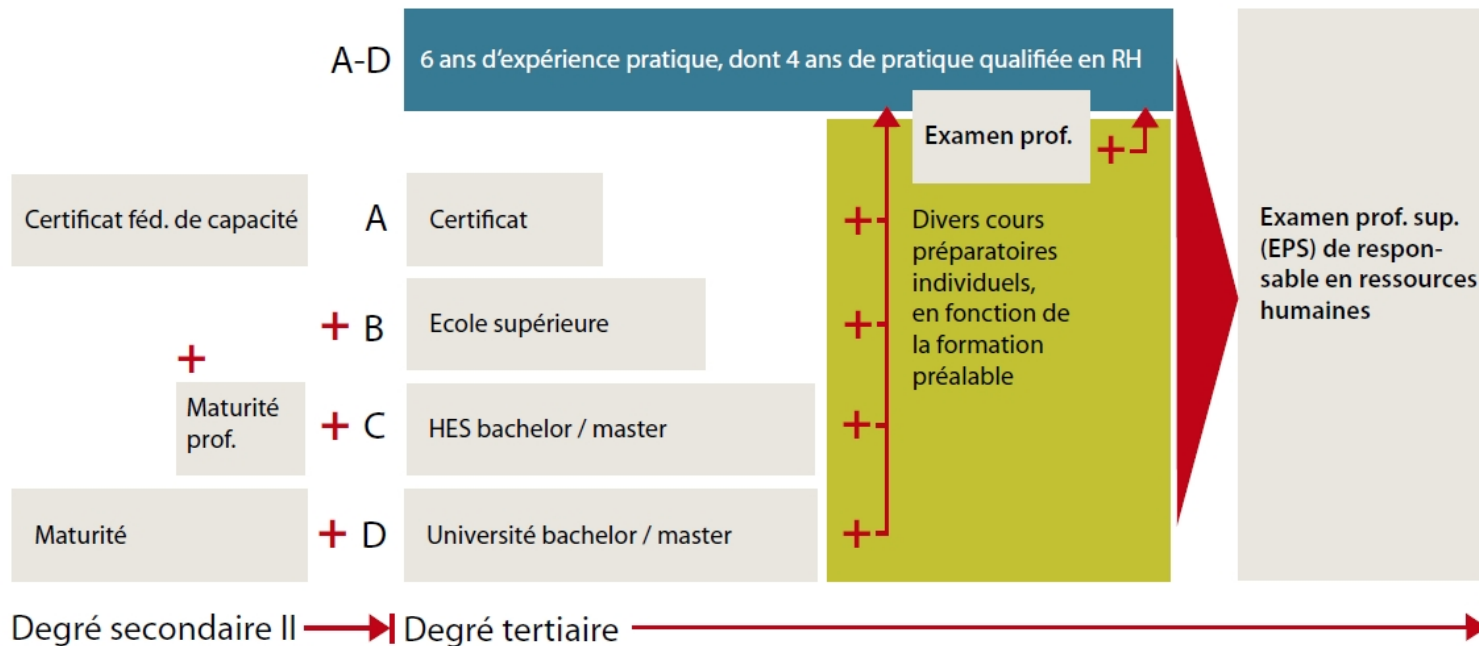 A-D
6 ans d‘expérience pratique, dont 4 ans de pratique qualifiée en RH
Examen prof.
+
Certificat féd. de capacité
A
Certificat
+
Divers cours
préparatoires
individuels,
en fonction de
la formation
préalable
+ B
Ecole supérieure
+
+
Maturité
prof.
+ C
HES bachelor / master
+
Maturité
+ D
Université bachelor / master
+
Examen prof. sup.
(EPS) de respon-
sable en ressources
humaines
Degré secondaire II
Degré tertiaire